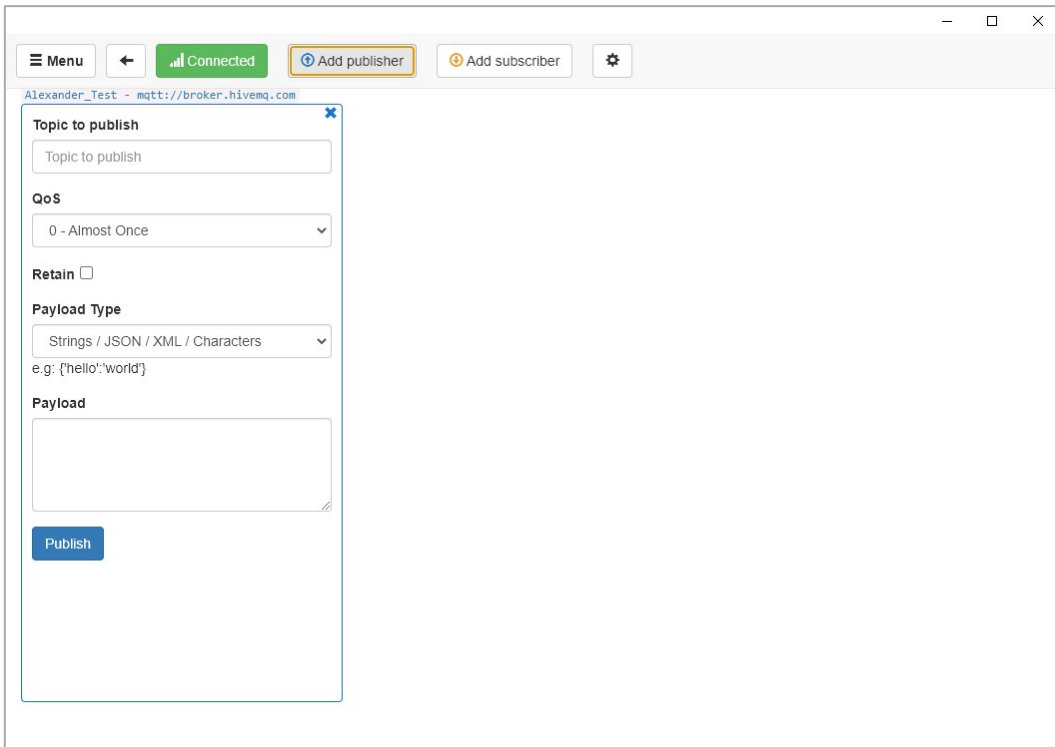 Menu
Connected
Add publisher
Add subscriber
Alexander_Test - mqtt://broker.hivemq.com
Topic to publish
Topic to publish
QoS
0 - Almost Once
Retain
Payload Type
Strings / JSON / XML / Characters
e.g: {'hello':'world'}
Payload
Publish